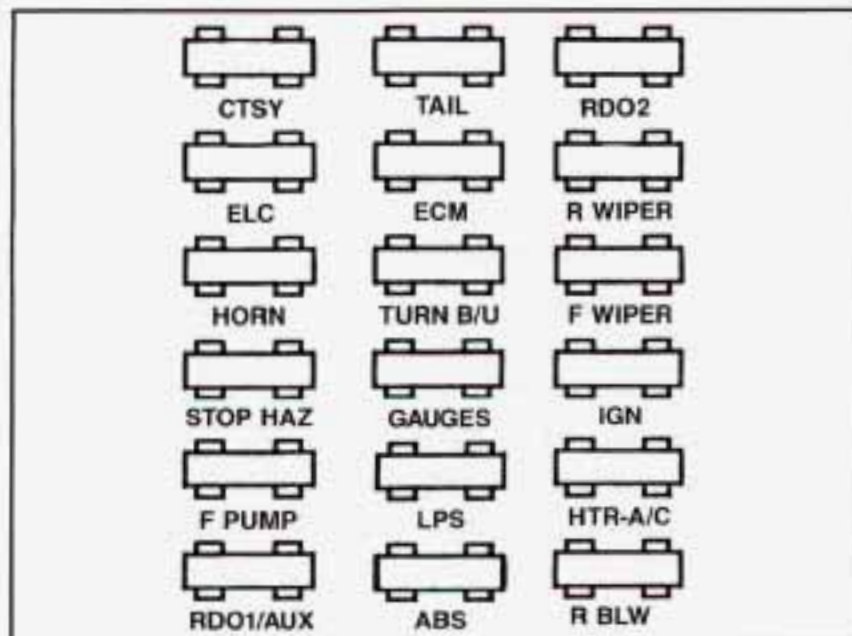 CTSY TAIL RDO2
ELC ECM R WIPER
HORN TURN B/U F WIPER
STOP HAZ GAUGES IGN
F PUMP LPS HTR-A/C
RDO1/AUX ABS R BLW